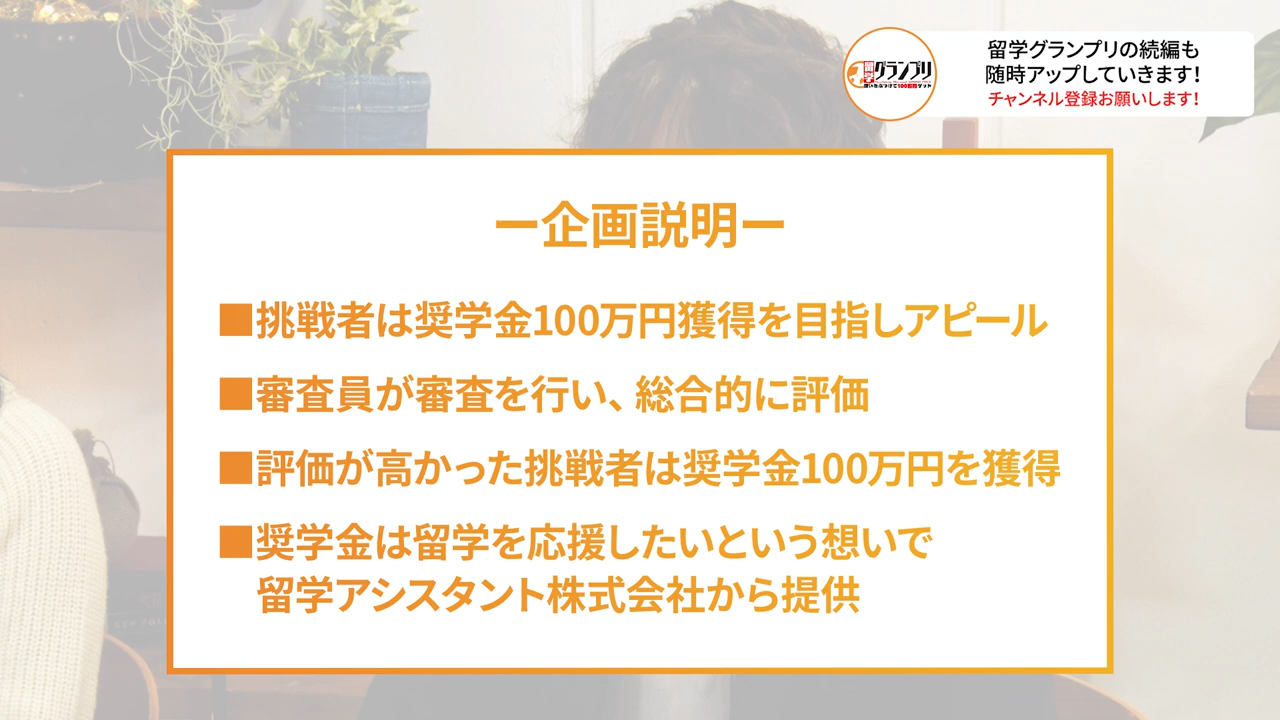 留学グランプリの続編も
随時アップしていきます!
チャンネル登録お願いします!
留学グランプリ
ー企画説明ー
■挑戦者は奨学金100万円獲得を目指しアピール
■審査員が審査を行い、総合的に評価
■評価が高かった挑戦者は奨学金100万円を獲得
■奨学金は留学を応援したいという想いで
留学アシスタント株式会社から提供